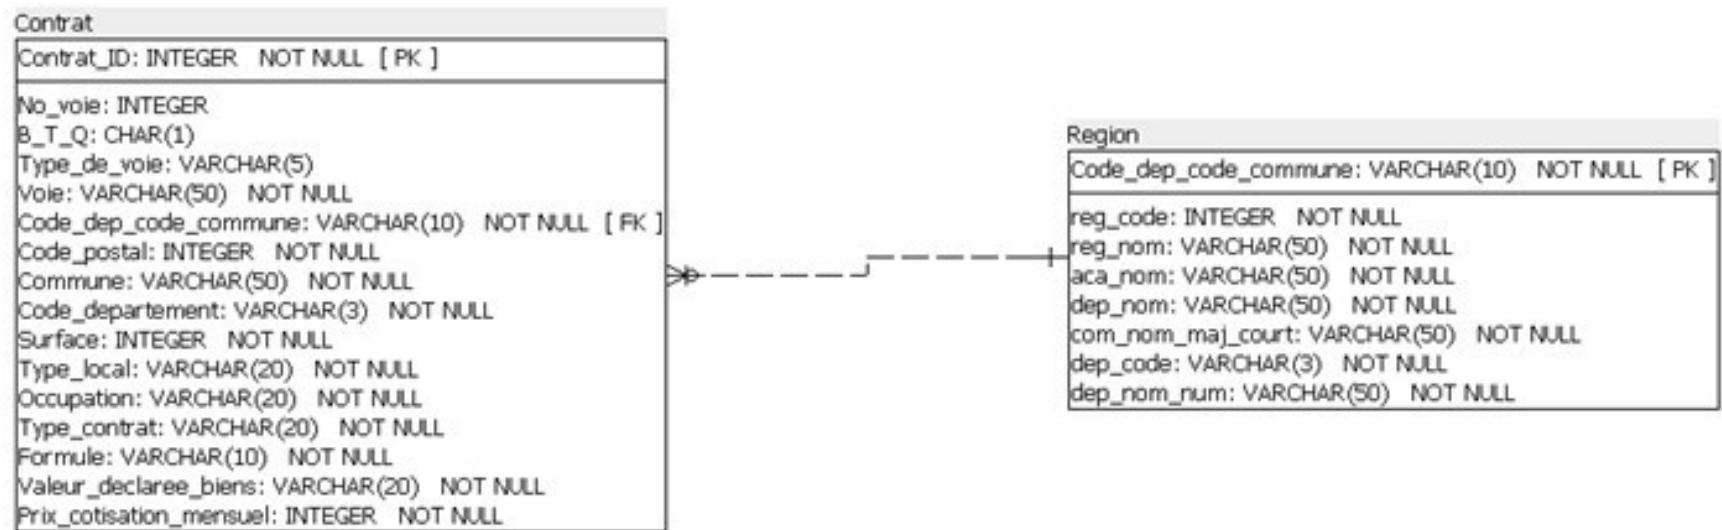 Contrat
Contrat_ID: INTEGER NOT NULL [ PK ]
No_voie: INTEGER
B_T_Q: CHAR(1)
Type_de_voie: VARCHAR(5)
Voie: VARCHAR(50) NOT NULL
Code_dep_code_commune: VARCHAR(10) NOT NULL [ FK ]
Code_postal: INTEGER NOT NULL
Commune: VARCHAR(50) NOT NULL
Code_departement: VARCHAR(3) NOT NULL
Surface: INTEGER NOT NULL
Type_local: VARCHAR(20) NOT NULL
Occupation: VARCHAR(20) NOT NULL
Type_contrat: VARCHAR(20) NOT NULL
Formule: VARCHAR(10) NOT NULL
Valeur_declaree_biens: VARCHAR(20) NOT NULL
Prix_cotisation_mensuel: INTEGER NOT NULL
Region
Code_dep_code_commune: VARCHAR(10) NOT NULL [ PK ]
reg_code: INTEGER NOT NULL
reg_nom: VARCHAR(50) NOT NULL
aca_nom: VARCHAR(50) NOT NULL
dep_nom: VARCHAR(50) NOT NULL
com_nom_maj_court: VARCHAR(50) NOT NULL
dep_code: VARCHAR(3) NOT NULL
dep_nom_num: VARCHAR(50) NOT NULL